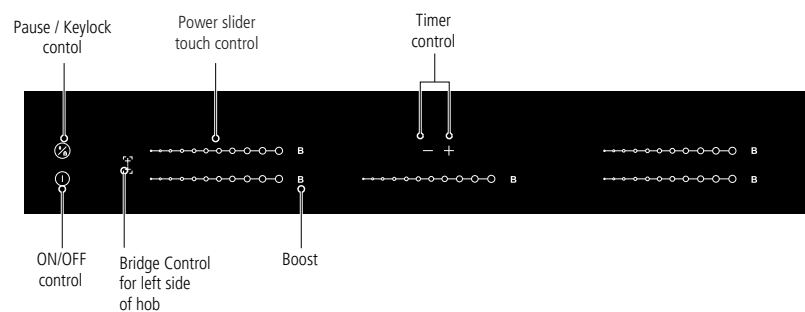 Pause / Keylock
contol
Power slider
touch control
Timer
control
− +
B
B
B
B
B
ON/OFF
control
Bridge Control
for left side
of hob
Boost